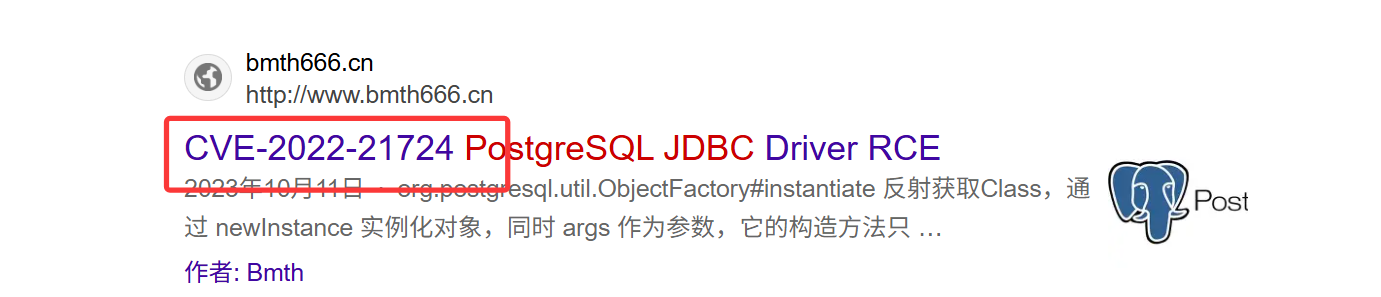 bmth666.cn
http://www.bmth666.cn
CVE-2022-21724 PostgreSQL JDBC Driver RCE
2023年10月11日 · org.postgresql.util.ObjectFactory#instantiate 反射获取Class，通
过 newInstance 实例化对象，同时 args 作为参数，它的构造方法只 …
Post
作者: Bmth